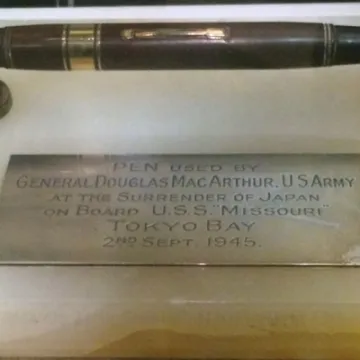 PEN USED BY
GENERAL DOUGLAS MACARTHUR. U S ARMY
AT THE SURRENDER OF JAPAN
ON BOARD U.S.S. "MISSOURI"
TOKYO BAY
2ND SEPT. 1945.